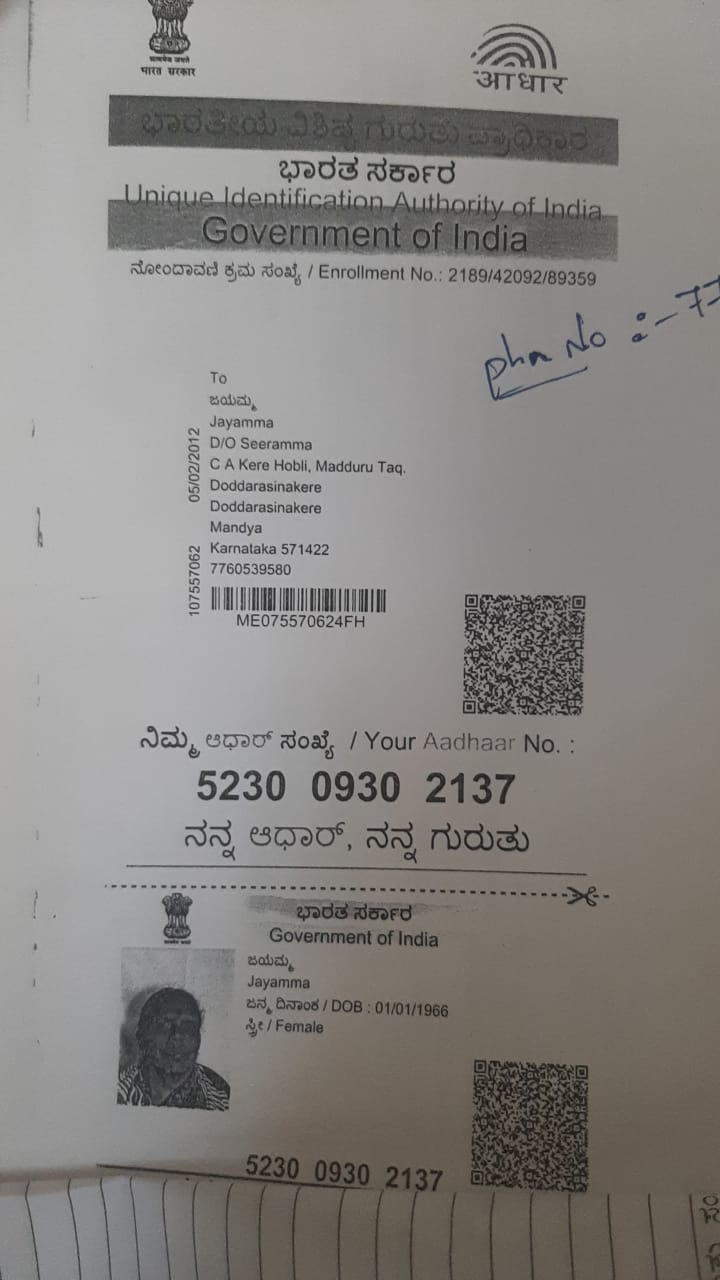 भारत सरकार
आधार
ಭಾರತೀಯ ವಿಶಿಷ್ಟ ಗುರುತು ಪ್ರಾಧಿಕಾರ
ಭಾರತ ಸರ್ಕಾರ
Unique Identification Authority of India
Government of India
ನೋಂದಾವಣಿ ಕ್ರಮ ಸಂಖ್ಯೆ / Enrollment No.: 2189/42092/89359
No :- 77
To
ಜಯಮ್ಮ
Jayamma
D/O Seeramma
C A Kere Hobli, Madduru Taq.
Doddarasinakere
Doddarasinakere
Mandya
Karnataka 571422
7760539580
05/02/2012
107557062
ME075570624FH
ನಿಮ್ಮ ಆಧಾರ್ ಸಂಖ್ಯೆ / Your Aadhaar No. :
5230 0930 2137
ನನ್ನ ಆಧಾರ್, ನನ್ನ ಗುರುತು
ಭಾರತ ಸರ್ಕಾರ
Government of India
ಜಯಮ್ಮ
Jayamma
ಜನ್ಮ ದಿನಾಂಕ / DOB : 01/01/1966
ಸ್ತ್ರೀ / Female
5230 0930 2137